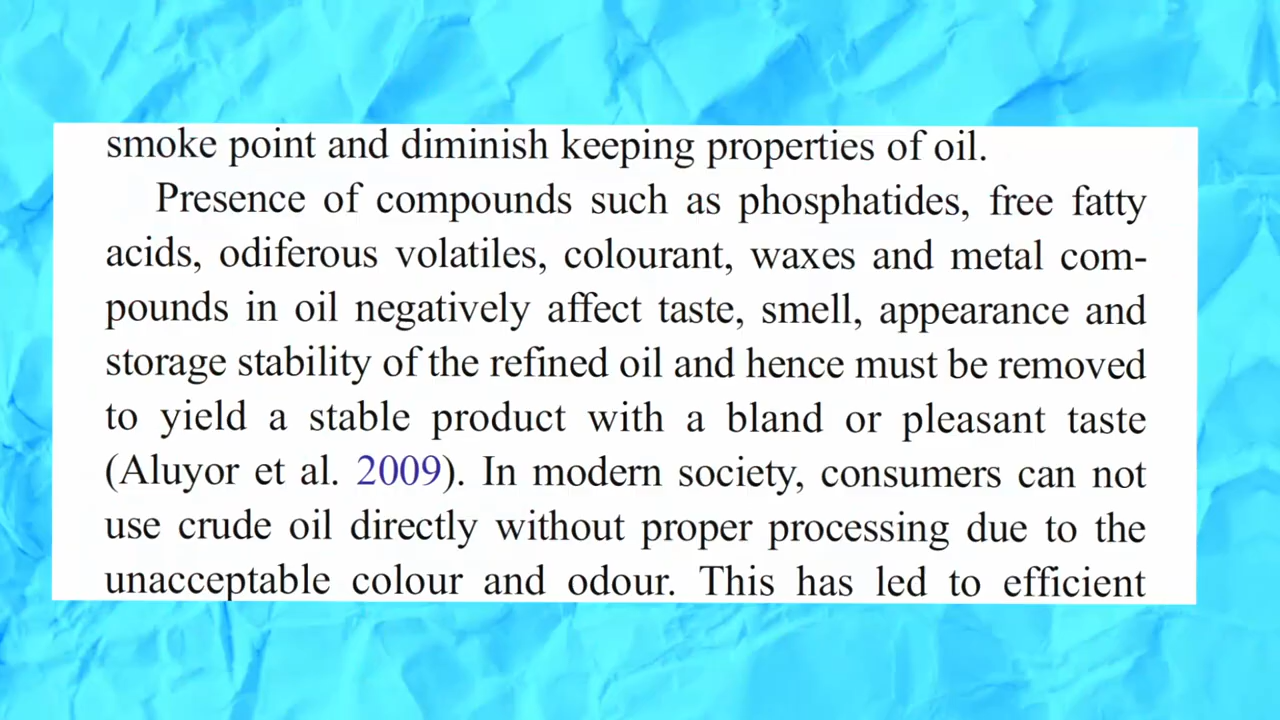 smoke point and diminish keeping properties of oil.
Presence of compounds such as phosphatides, free fatty
acids, odiferous volatiles, colourant, waxes and metal com-
pounds in oil negatively affect taste, smell, appearance and
storage stability of the refined oil and hence must be removed
to yield a stable product with a bland or pleasant taste
(Aluyor et al. 2009). In modern society, consumers can not
use crude oil directly without proper processing due to the
unacceptable colour and odour. This has led to efficient